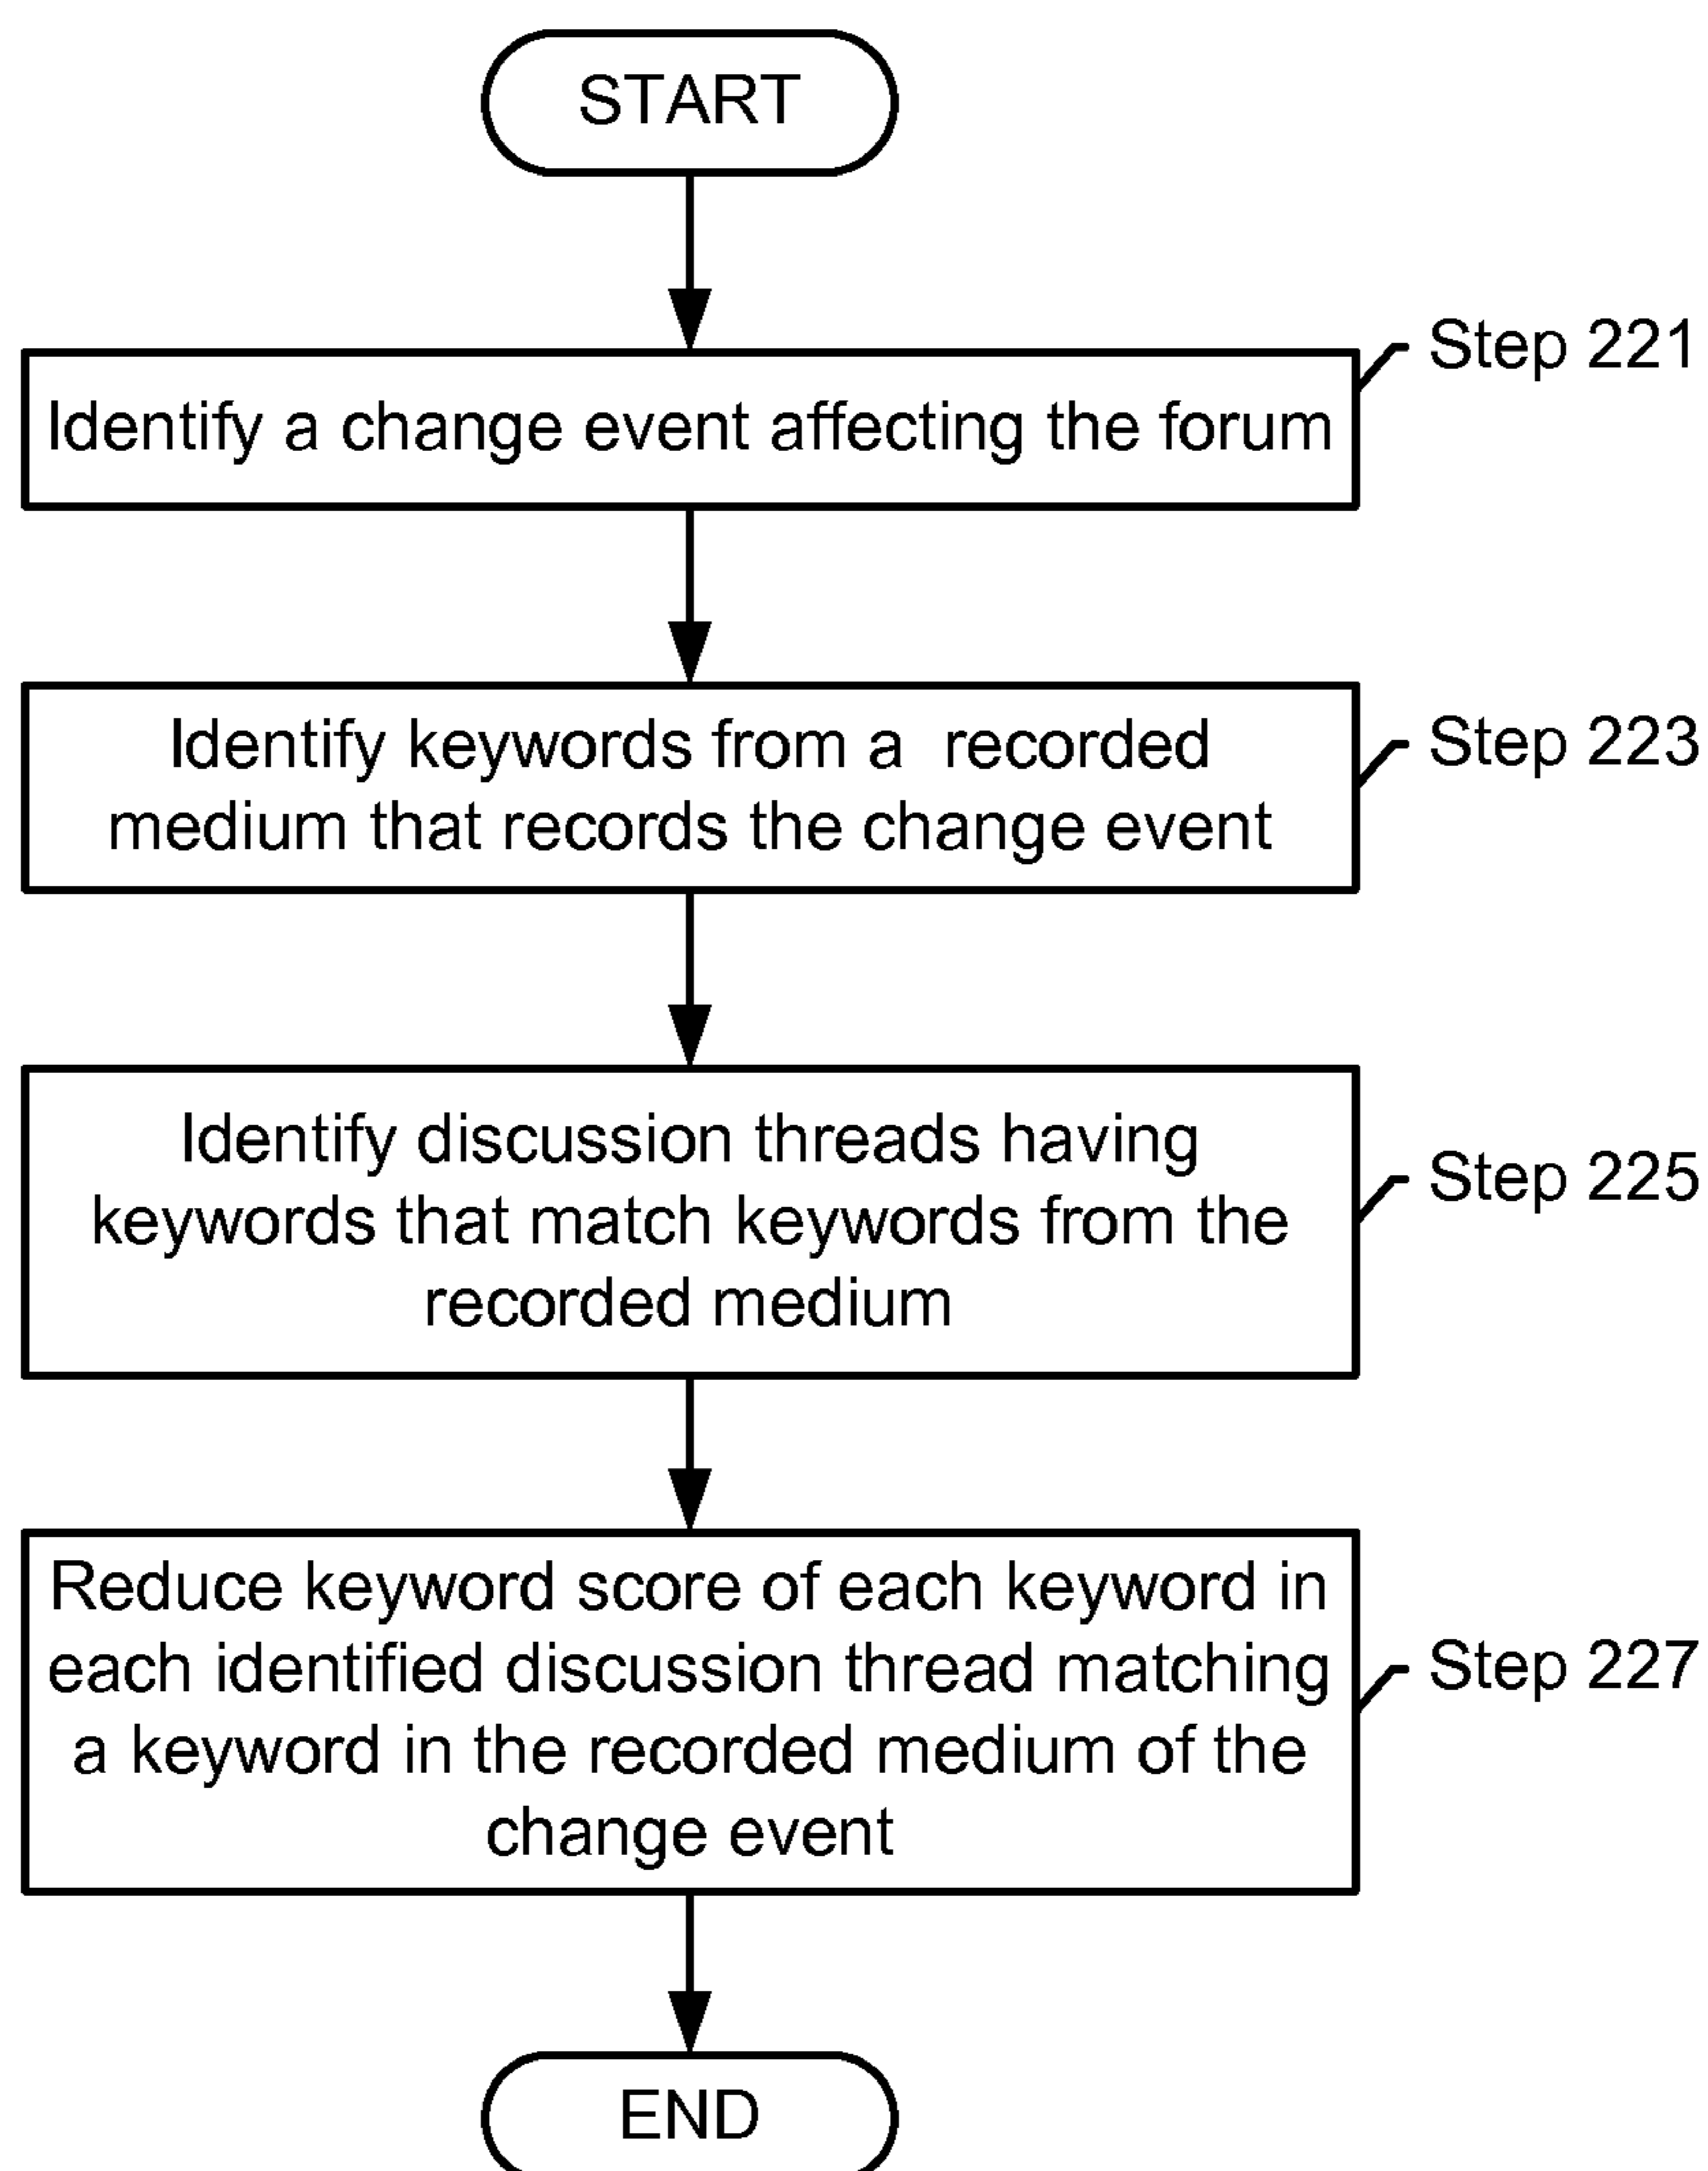 START
Step 221
Identify a change event affecting the forum
Step 223
Identify keywords from a recorded
medium that records the change event
Step 225
Identify discussion threads having
keywords that match keywords from the
recorded medium
Step 227
Reduce keyword score of each keyword in
each identified discussion thread matching
a keyword in the recorded medium of the
change event
END